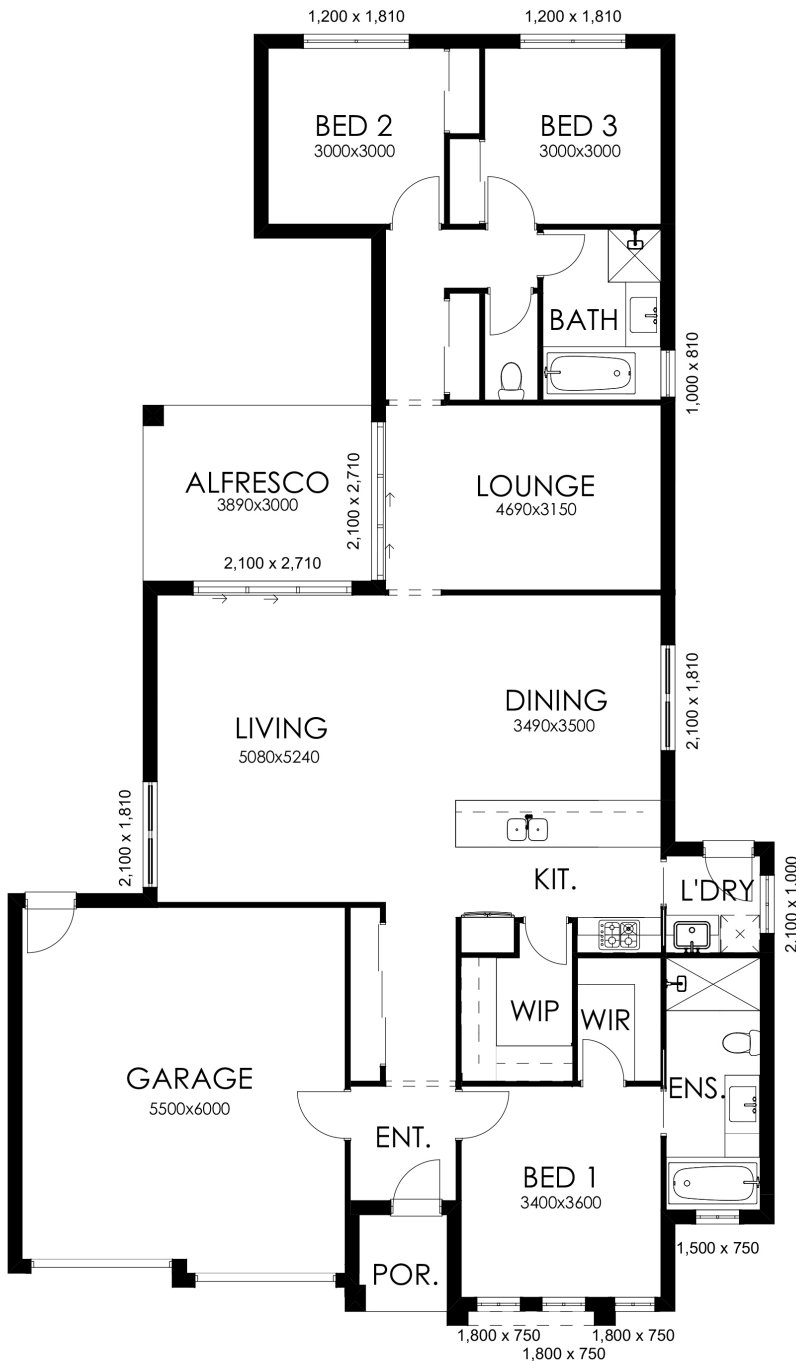 1,200 x 1,810
1,200 x 1,810
BED 2
3000x3000
BED 3
3000x3000
BATH
1,000 x 810
ALFRESCO
3890x3000
2,100 x 2,710
2,100 x 2,710
LOUNGE
4690x3150
LIVING
5080x5240
DINING
3490x3500
2,100 x 1,810
2,100 x 1,810
KIT.
L'DRY
2,100 x 1,000
WIP
WIR
GARAGE
5500x6000
ENT.
ENS.
BED 1
3400x3600
POR.
1,500 x 750
1,800 x 750
1,800 x 750
1,800 x 750